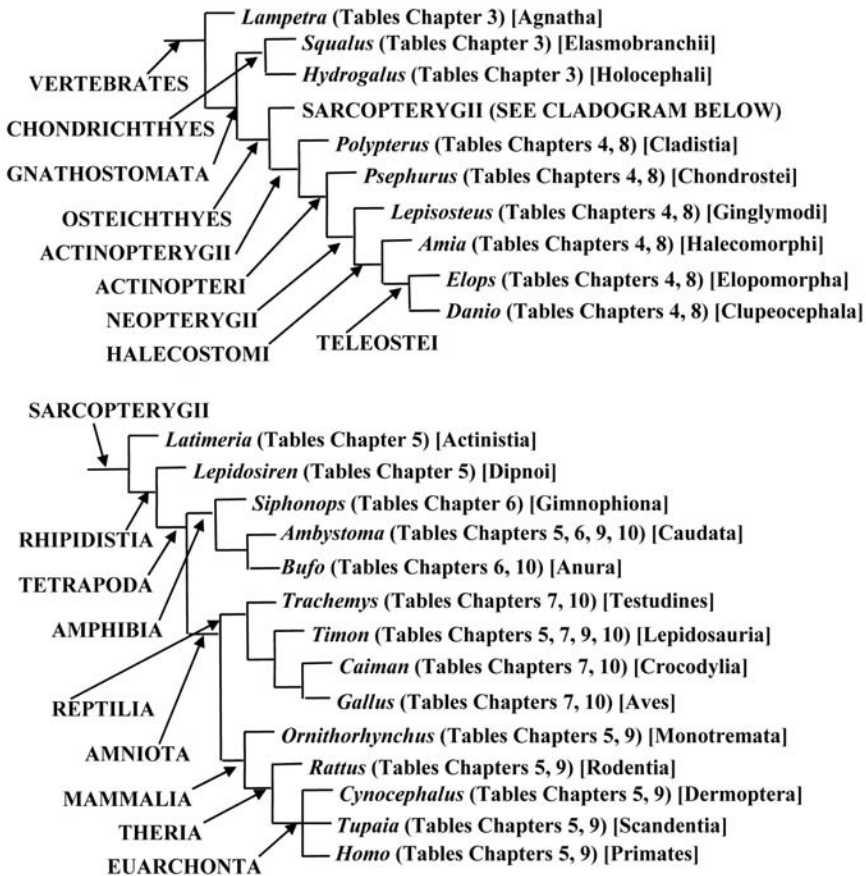 Lampetra (Tables Chapter 3) [Agnatha]
Squalus (Tables Chapter 3) [Elasmobranchii]
VERTEBRATES
Hydrogalus (Tables Chapter 3) [Holocephali]
SARCOPTERYGII (SEE CLADOGRAM BELOW)
CHONDRICHTHYES
Polypterus (Tables Chapters 4, 8) [Cladistia]
GNATHOSTOMATA
Psephurus (Tables Chapters 4, 8) [Chondrostei]
OSTEICHTHYES
Lepisosteus (Tables Chapters 4, 8) [Ginglymodi]
ACTINOPTERYGII
Amia (Tables Chapters 4, 8) [Halecomorphi]
ACTINOPTERI
Elops (Tables Chapters 4, 8) [Elopomorpha]
NEOPTERYGII
Danio (Tables Chapters 4, 8) [Clupeocephala]
HALECOSTOMI
TELEOSTEI
SARCOPTERYGII
Latimeria (Tables Chapter 5) [Actinistia]
Lepidosiren (Tables Chapter 5) [Dipnoi]
Siphonops (Tables Chapter 6) [Gimnophiona]
RHIPIDISTIA
Ambystoma (Tables Chapters 5, 6, 9, 10) [Caudata]
TETRAPODA
Bufo (Tables Chapters 6, 10) [Anura]
AMPHIBIA
Trachemys (Tables Chapters 7, 10) [Testudines]
Timon (Tables Chapters 5, 7, 9, 10) [Lepidosauria]
Caiman (Tables Chapters 7, 10) [Crocodylia]
REPTILIA
Gallus (Tables Chapters 7, 10) [Aves]
AMNIOTA
Ornithorhynchus (Tables Chapters 5, 9) [Monotremata]
MAMMALIA
Rattus (Tables Chapters 5, 9) [Rodentia]
Cynocephalus (Tables Chapters 5, 9) [Dermoptera]
THERIA
Tupaia (Tables Chapters 5, 9) [Scandentia]
EUARCHONTA
Homo (Tables Chapters 5, 9) [Primates]